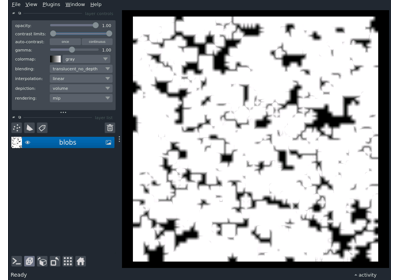 File View Plugins Window Help
opacity: 1.00
contrast limits:
auto-contrast: once continuous
gamma: 1.00
colormap: gray
blending: translucent_no_depth
interpolation: linear
depiction: volume
rendering: mip
blobs
Ready
activity